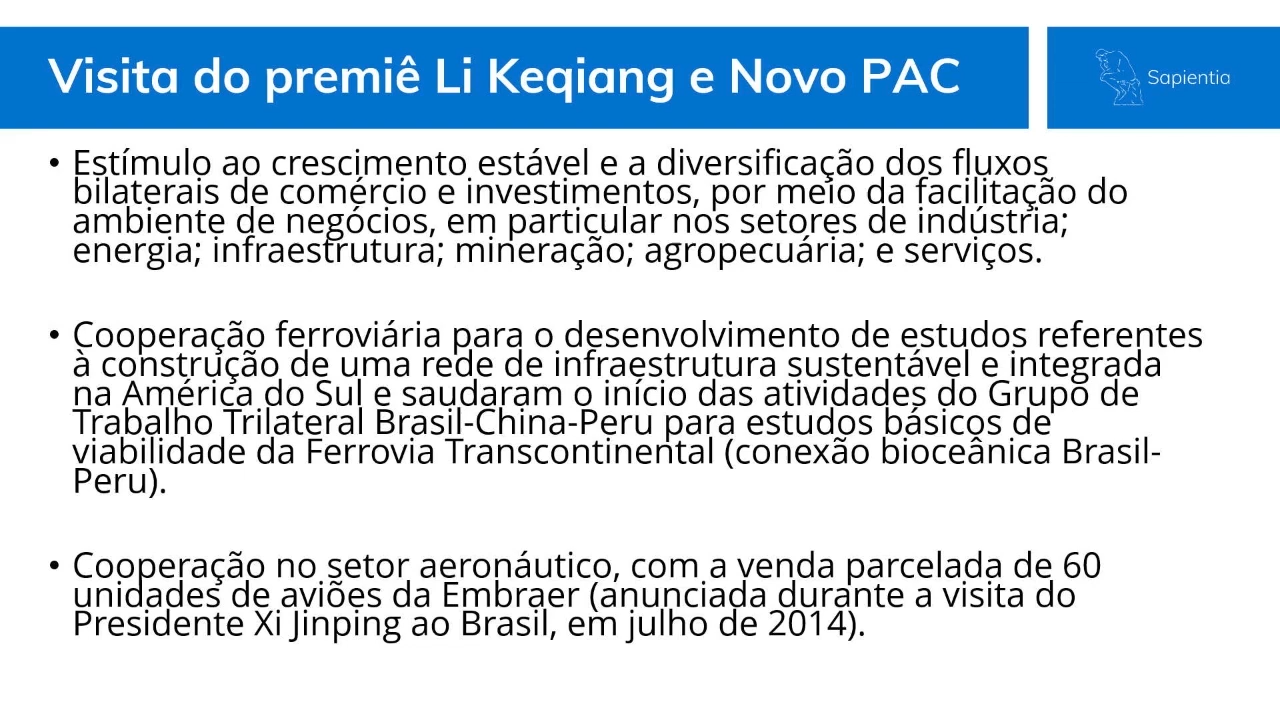 Visita do premiê Li Keqiang e Novo PAC
Sapientia
• Estímulo ao crescimento estável e a diversificação dos fluxos
bilaterais de comércio e investimentos, por meio da facilitação do
ambiente de negócios, em particular nos setores de indústria;
energia; infraestrutura; mineração; agropecuária; e serviços.
• Cooperação ferroviária para o desenvolvimento de estudos referentes
à construção de uma rede de infraestrutura sustentável e integrada
na América do Sul e saudaram o início das atividades do Grupo de
Trabalho Trilateral Brasil-China-Peru para estudos básicos de
viabilidade da Ferrovia Transcontinental (conexão bioceânica Brasil-
Peru).
• Cooperação no setor aeronáutico, com a venda parcelada de 60
unidades de aviões da Embraer (anunciada durante a visita do
Presidente Xi Jinping ao Brasil, em julho de 2014).